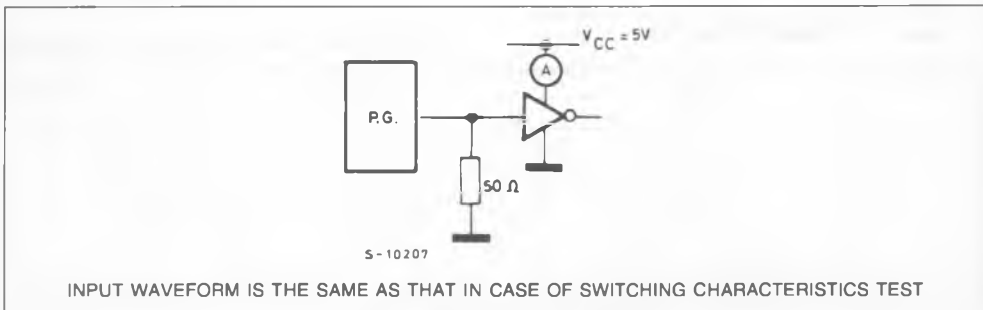 V CC = 5V
A
P.G.
50 Ω
S-10207
INPUT WAVEFORM IS THE SAME AS THAT IN CASE OF SWITCHING CHARACTERISTICS TEST